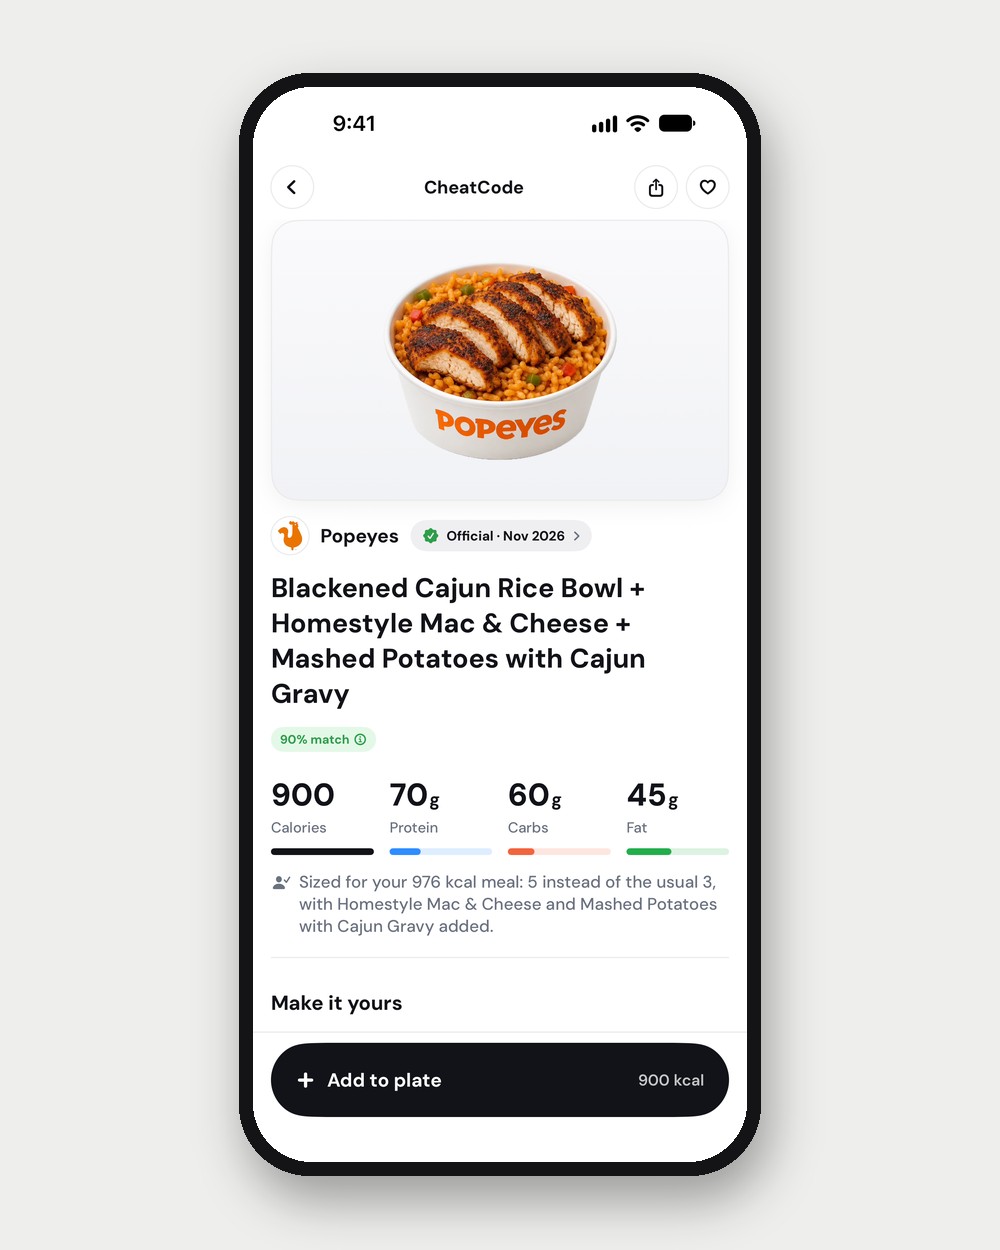 9:41
CheatCode
POPEYES
Popeyes
Official · Nov 2026
Blackened Cajun Rice Bowl +
Homestyle Mac & Cheese +
Mashed Potatoes with Cajun
Gravy
90% match
900 70g 60g 45g
Calories Protein Carbs Fat
Sized for your 976 kcal meal: 5 instead of the usual 3,
with Homestyle Mac & Cheese and Mashed Potatoes
with Cajun Gravy added.
Make it yours
+ Add to plate 900 kcal